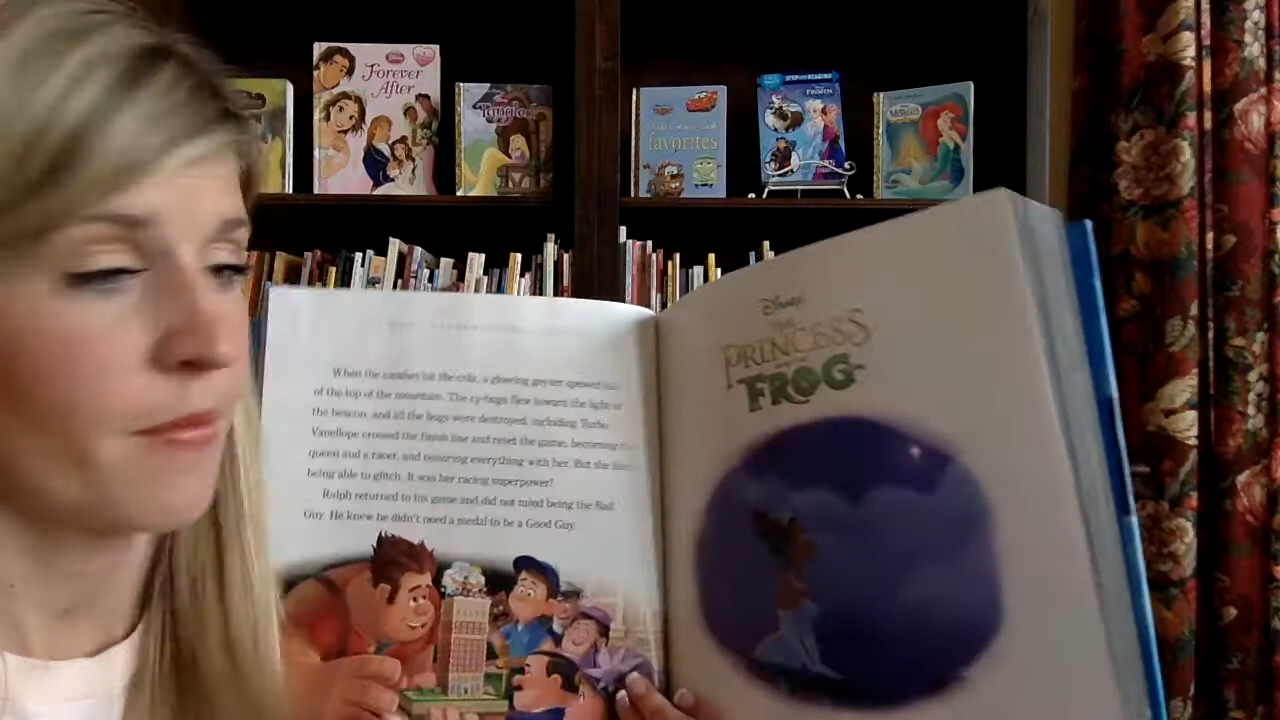 Forever
After
Tangled
favorites
STEP INTO READING
FROZEN
When the candies hit the cola, a glowing geyser spewed out
of the top of the mountain. The cy-bugs flew toward the light of
the beacon, and all the bugs were destroyed, including Turbo
Vanellope crossed the finish line and reset the game, becoming
queen and a racer, and restoring everything with her. But she
being able to glitch. It was her racing superpower!
Ralph returned to his game and did not mind being the Bad
Guy. He knew he didn't need a medal to be a Good Guy.
Disney
THE
PRINCESS
FROG